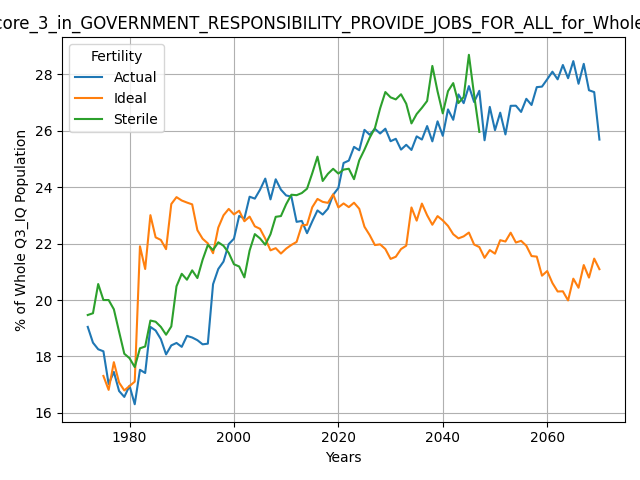 core_3_in_GOVERNMENT_RESPONSIBILITY_PROVIDE_JOBS_FOR_ALL_for_Whole
Fertility
Actual
Ideal
Sterile
% of Whole Q3_IQ Population
28
26
24
22
20
18
16
1980
2000
2020
2040
2060
Years